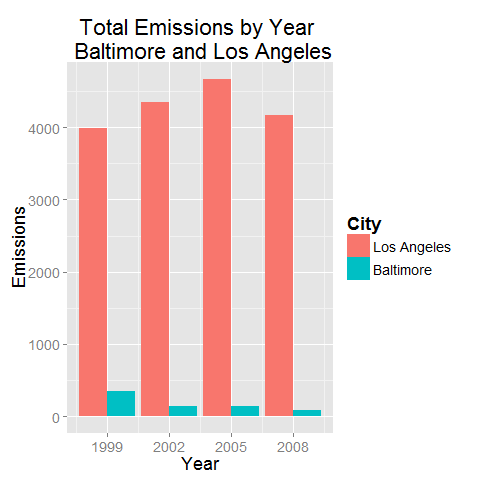 Total Emissions by Year
Baltimore and Los Angeles
Emissions
4000
3000
2000
1000
0
1999 2002 2005 2008
Year
City
Los Angeles
Baltimore